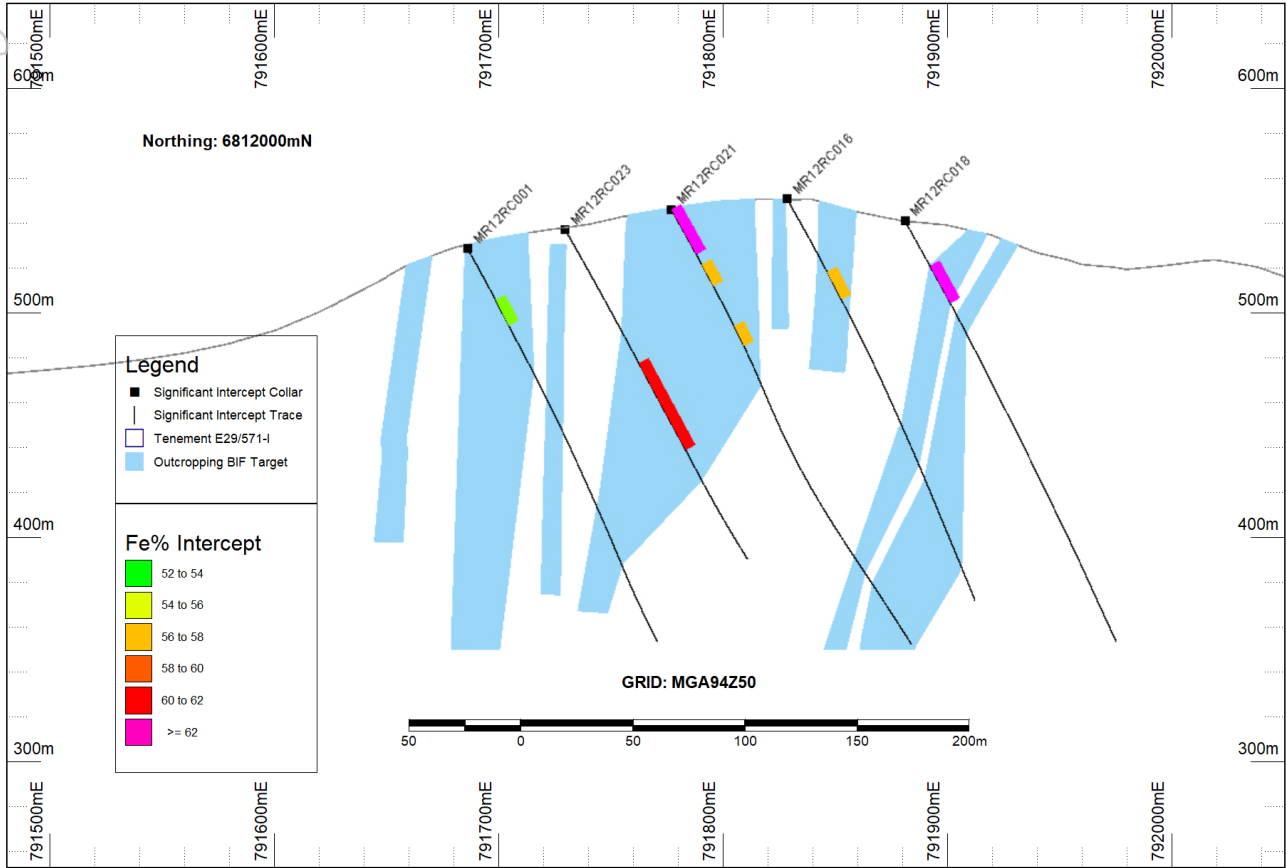 791500mE
791600mE
791700mE
791800mE
791900mE
792000mE
600m
600m
Northing: 6812000mN
MR12RC001
MR12RC023
MR12RC021
MR12RC016
MR12RC018
500m
500m
Legend
Significant Intercept Collar
Significant Intercept Trace
Tenement E29/571-I
Outcropping BIF Target
400m
400m
Fe% Intercept
52 to 54
54 to 56
56 to 58
58 to 60
60 to 62
>= 62
GRID: MGA94Z50
50 0 50 100 150 200m
300m
300m
791500mE
791600mE
791700mE
791800mE
791900mE
792000mE